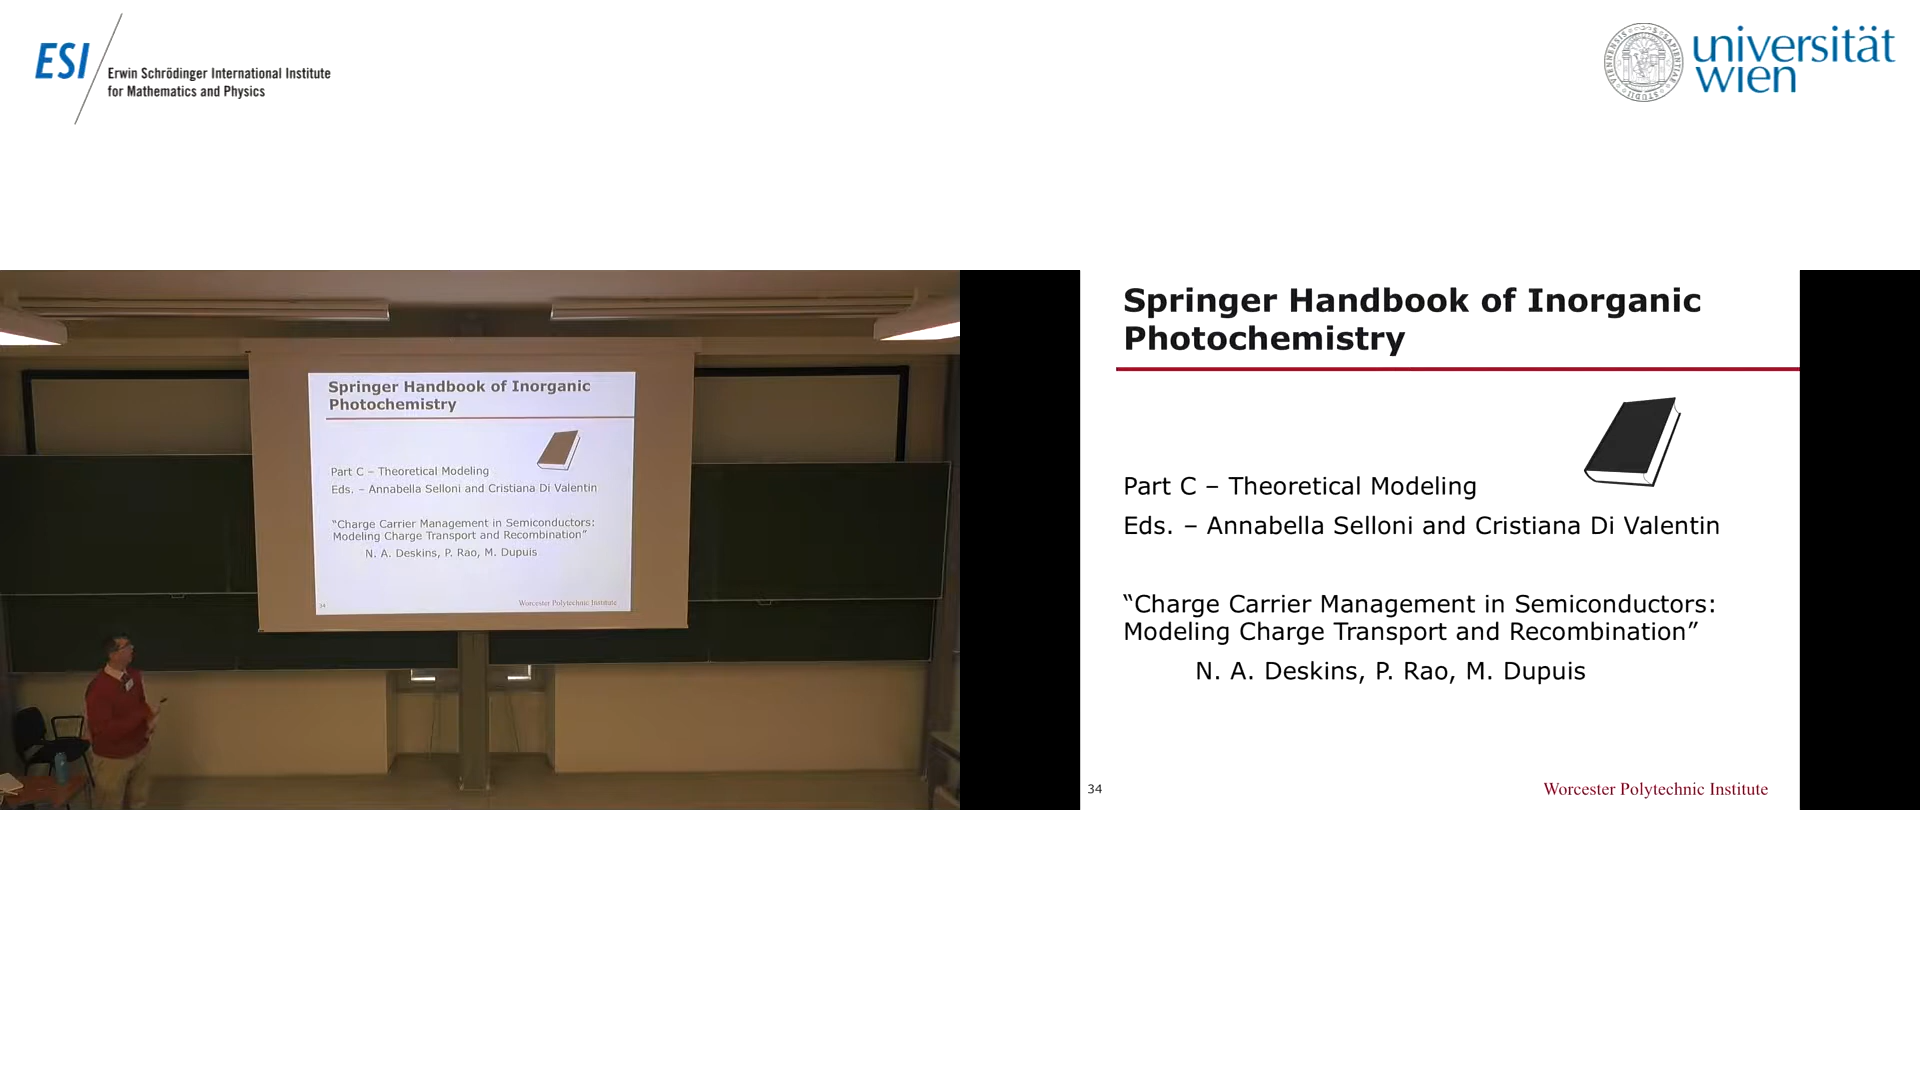 ESI
Erwin Schrödinger International Institute
for Mathematics and Physics
universität
wien
Springer Handbook of Inorganic
Photochemistry
Part C – Theoretical Modeling
Eds. – Annabella Selloni and Cristiana Di Valentin
“Charge Carrier Management in Semiconductors:
Modeling Charge Transport and Recombination”
N. A. Deskins, P. Rao, M. Dupuis
34
Worcester Polytechnic Institute
Springer Handbook of Inorganic
Photochemistry
Part C – Theoretical Modeling
Eds. – Annabella Selloni and Cristiana Di Valentin
“Charge Carrier Management in Semiconductors:
Modeling Charge Transport and Recombination”
N. A. Deskins, P. Rao, M. Dupuis
34
Worcester Polytechnic Institute